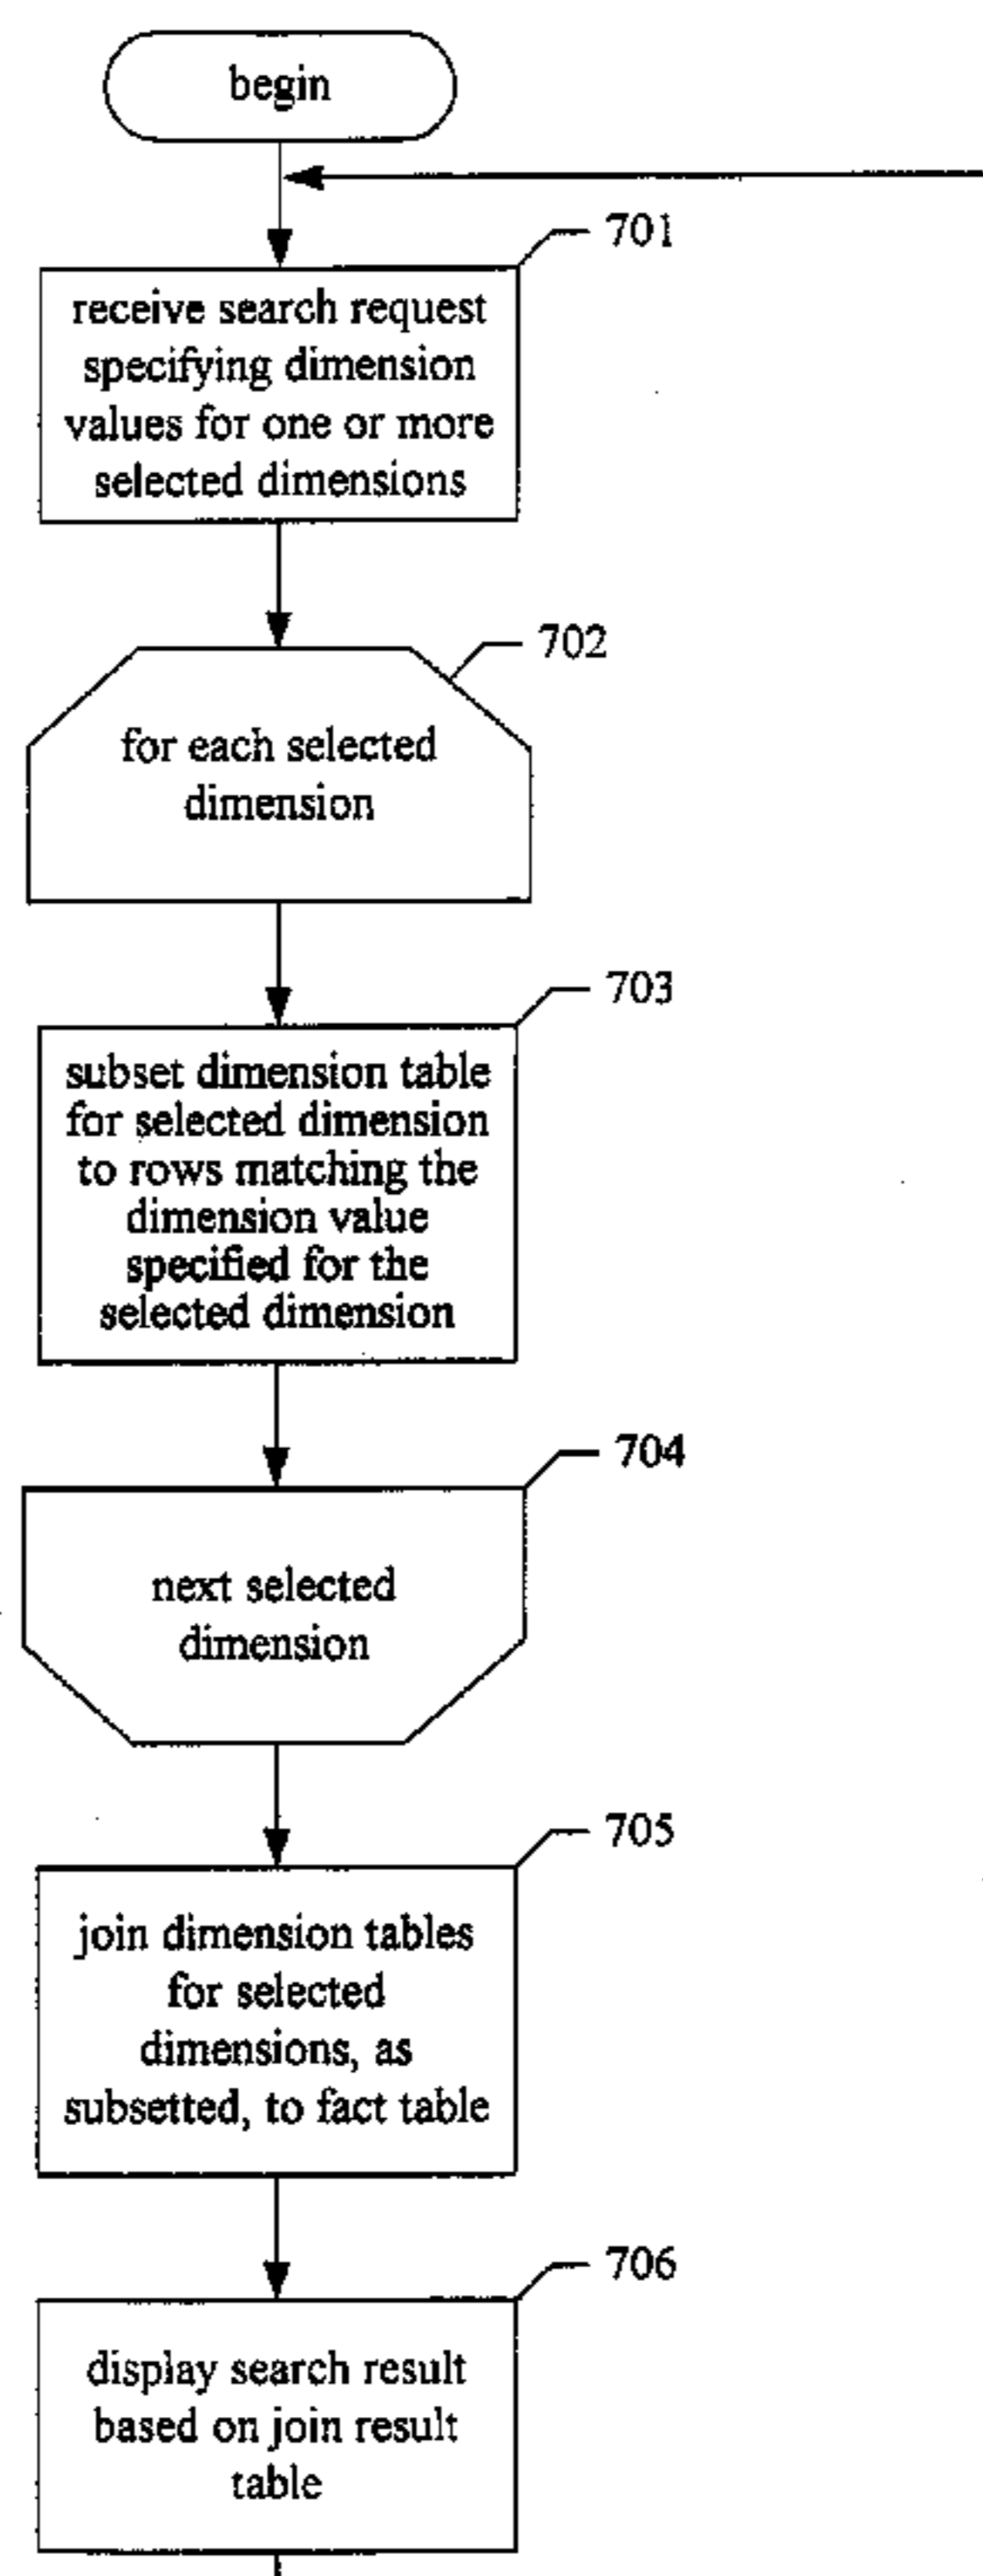 begin
701
receive search request
specifying dimension
values for one or more
selected dimensions
702
for each selected
dimension
703
subset dimension table
for selected dimension
to rows matching the
dimension value
specified for the
selected dimension
704
next selected
dimension
705
join dimension tables
for selected
dimensions, as
subsetted, to fact table
706
display search result
based on join result
table